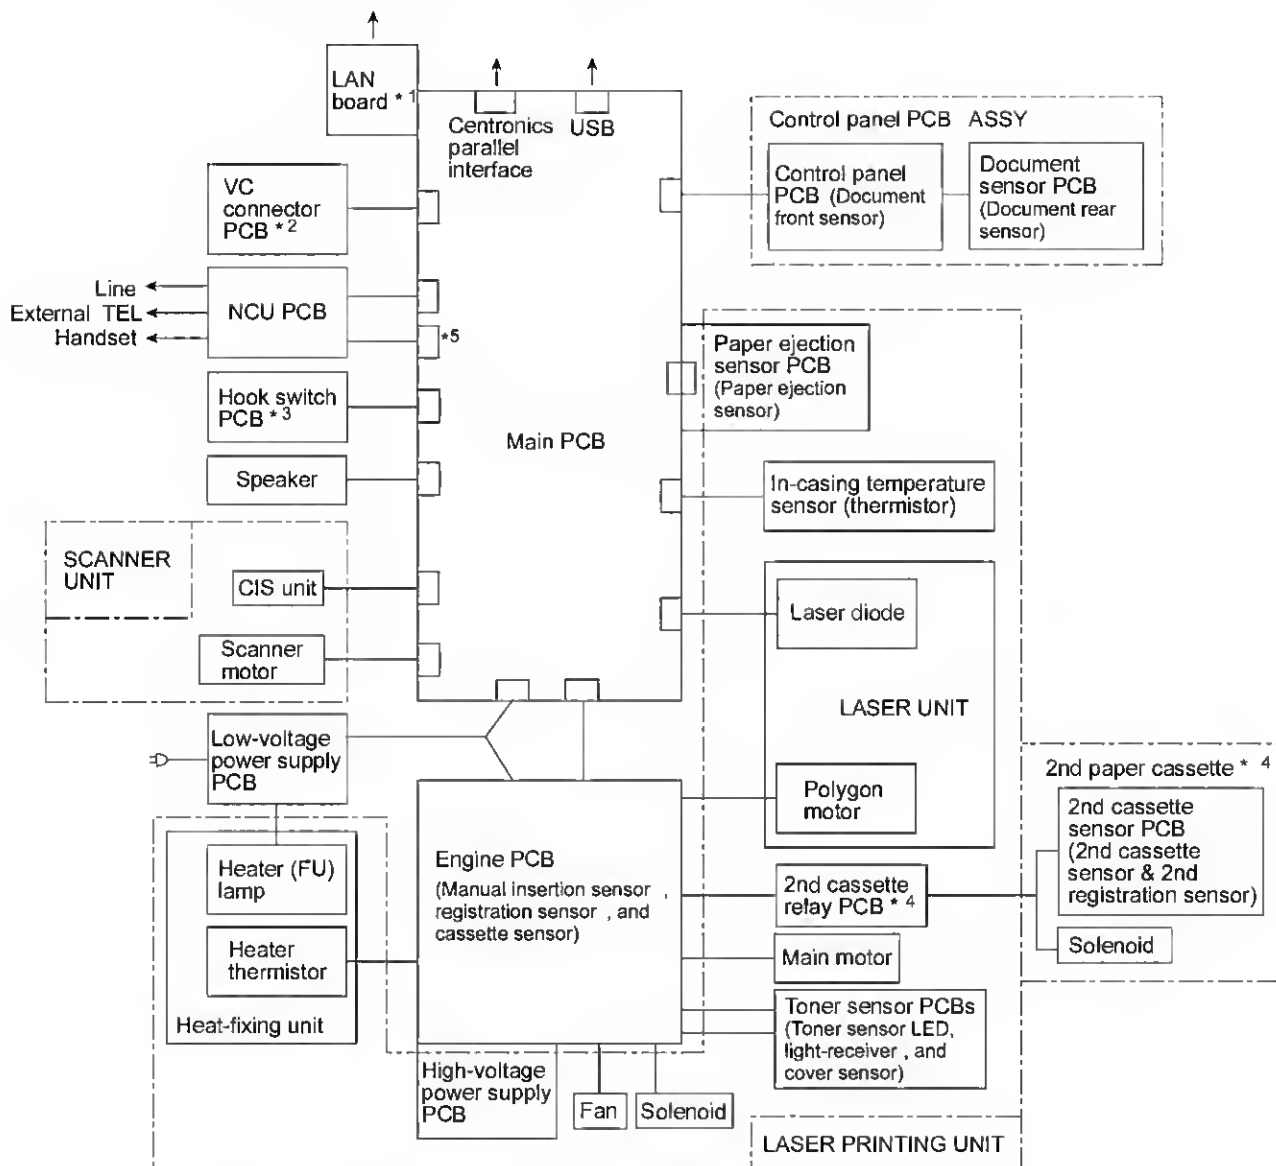 LAN
board * 1
Centronics
parallel
interface
USB
Control panel PCB ASSY
Control panel
PCB (Document
front sensor)
Document
sensor PCB
(Document rear
sensor)
VC
connector
PCB * 2
Line
External TEL
Handset
NCU PCB
* 5
Hook switch
PCB * 3
Speaker
Main PCB
Paper ejection
sensor PCB
(Paper ejection
sensor)
In-casing temperature
sensor (thermistor)
SCANNER
UNIT
CIS unit
Scanner
motor
Laser diode
LASER UNIT
Polygon
motor
Low-voltage
power supply
PCB
Heater (FU)
lamp
Heater
thermistor
Heat-fixing unit
Engine PCB
(Manual insertion sensor ,
registration sensor , and
cassette sensor)
2nd cassette
relay PCB * 4
Main motor
Toner sensor PCBs
(Toner sensor LED,
light-receiver , and
cover sensor)
2nd paper cassette * 4
2nd cassette
sensor PCB
(2nd cassette
sensor & 2nd
registration sensor)
Solenoid
High-voltage
power supply
PCB
Fan
Solenoid
LASER PRINTING UNIT